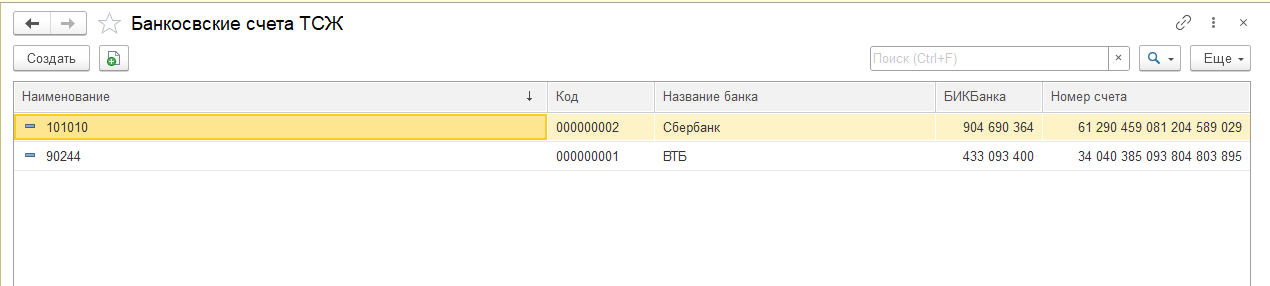 Банкосвские счета ТСЖ
Создать Поиск (Ctrl+F) × Еще
Наименование ↓ Код Название банка БИКБанка Номер счета
101010 000000002 Сбербанк 904 690 364 61 290 459 081 204 589 029
90244 000000001 ВТБ 433 093 400 34 040 385 093 804 803 895